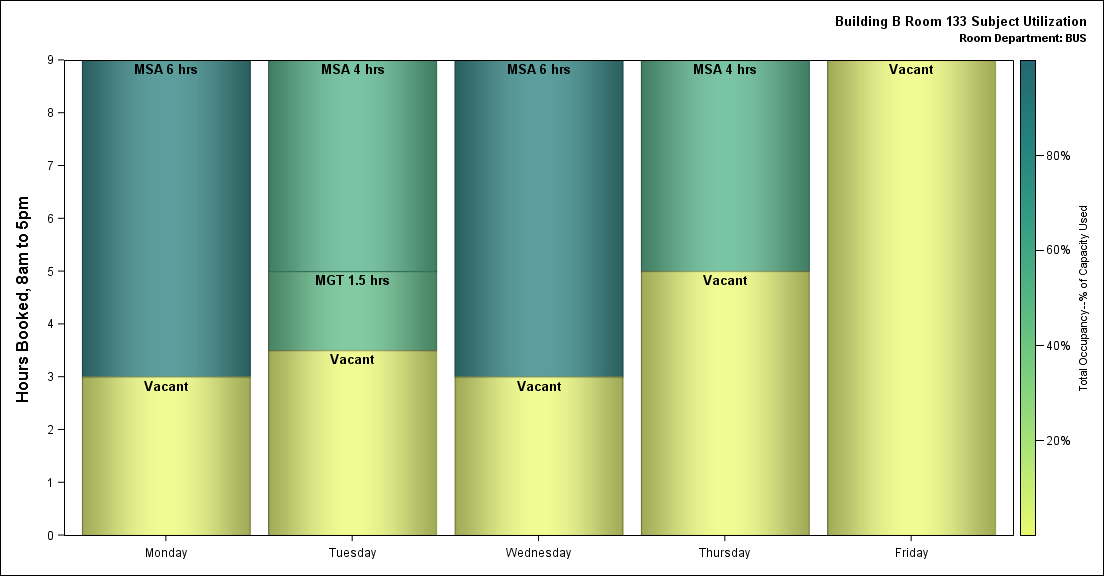 Building B Room 133 Subject Utilization
Room Department: BUS
Hours Booked, 8am to 5pm
9
8
7
6
5
4
3
2
1
0
MSA 6 hrs
Vacant
MSA 4 hrs
MGT 1.5 hrs
Vacant
MSA 6 hrs
Vacant
MSA 4 hrs
Vacant
Vacant
Monday
Tuesday
Wednesday
Thursday
Friday
80%
60%
40%
20%
Total Occupancy--% of Capacity Used